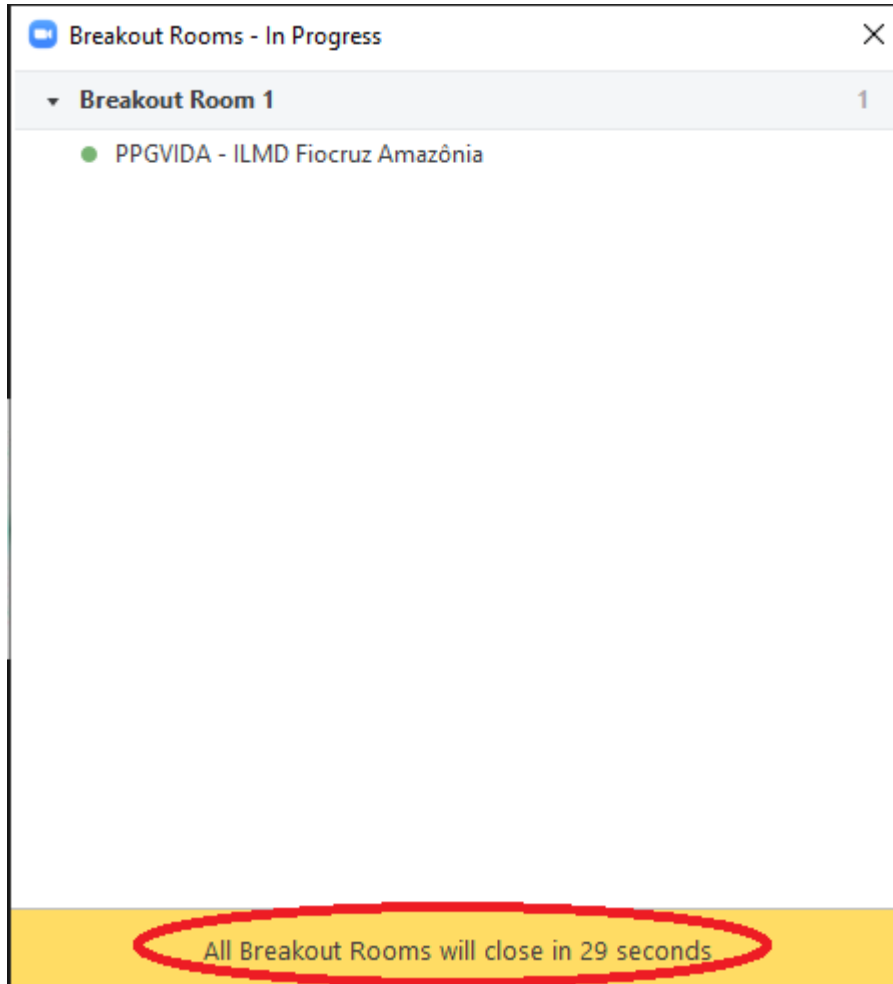 Breakout Rooms - In Progress
Breakout Room 1 1
PPGVIDA - ILMD Fiocruz Amazônia
All Breakout Rooms will close in 29 seconds